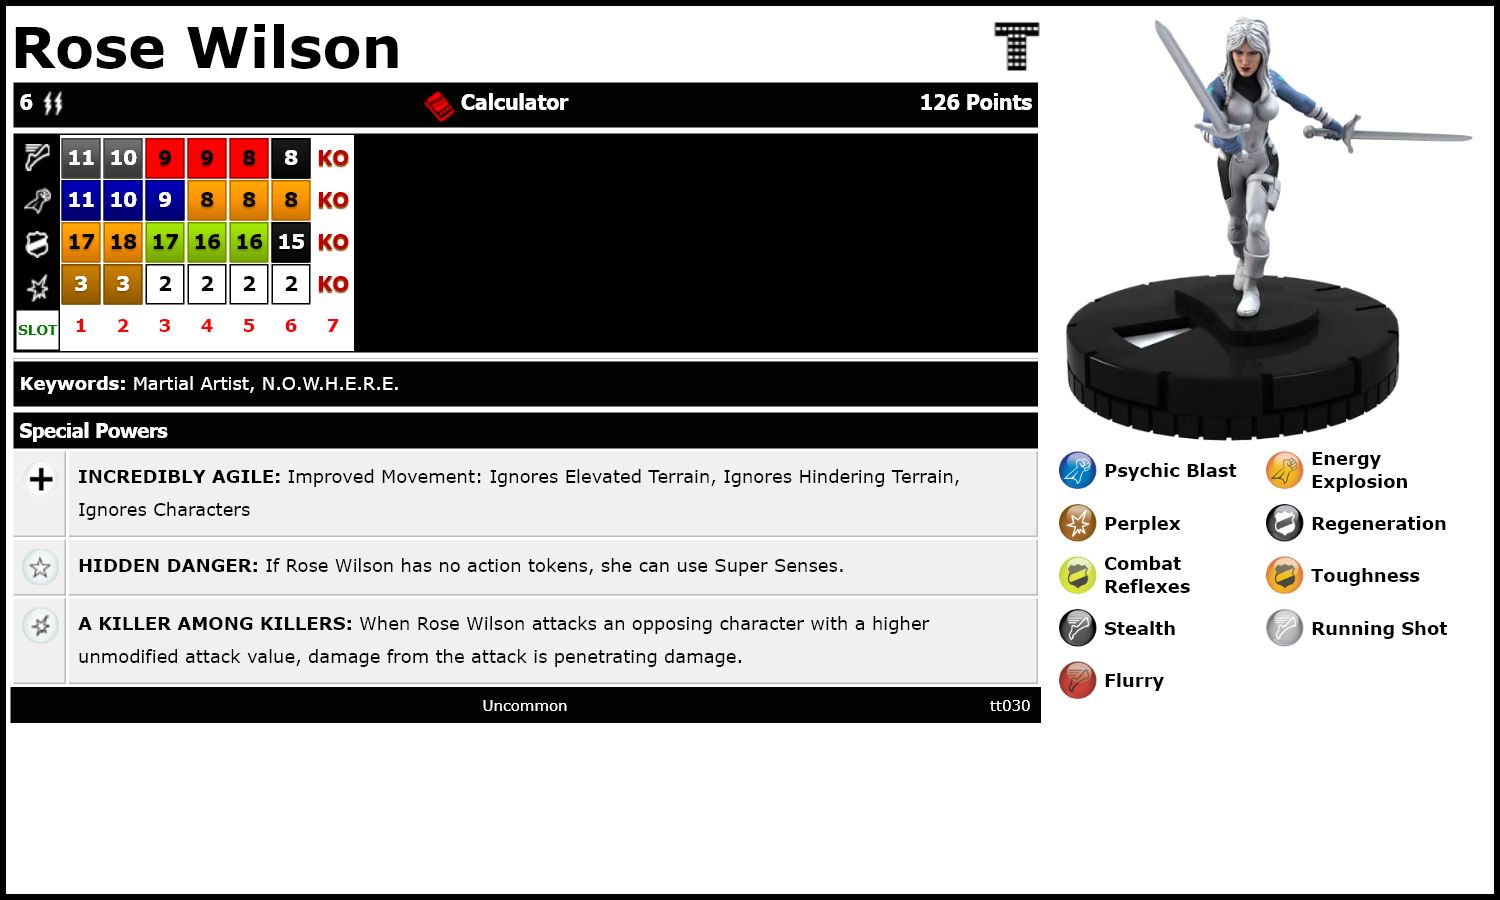 Rose Wilson
T
6 Calculator 126 Points
11 10 9 9 8 8 KO
11 10 9 8 8 8 KO
17 18 17 16 16 15 KO
3 3 2 2 2 2 KO
SLOT 1 2 3 4 5 6 7
Keywords: Martial Artist, N.O.W.H.E.R.E.
Special Powers
INCREDIBLY AGILE: Improved Movement: Ignores Elevated Terrain, Ignores Hindering Terrain,
Ignores Characters
HIDDEN DANGER: If Rose Wilson has no action tokens, she can use Super Senses.
A KILLER AMONG KILLERS: When Rose Wilson attacks an opposing character with a higher
unmodified attack value, damage from the attack is penetrating damage.
Uncommon tt030
Psychic Blast
Energy
Explosion
Perplex
Regeneration
Combat
Reflexes
Toughness
Stealth
Running Shot
Flurry